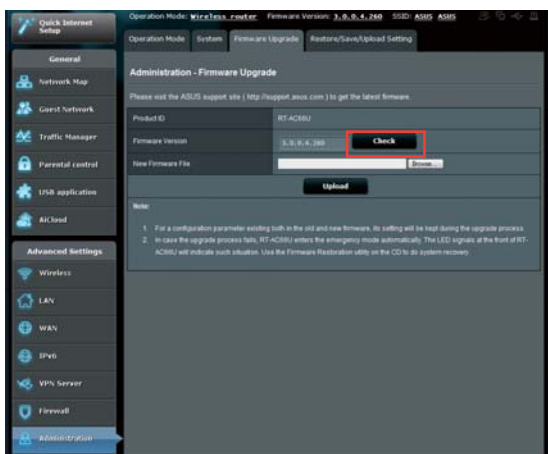 Quick Internet Setup
Operation Mode: Wireless router Firmware Version: 3.0.0.4.260 SSID: ASUS ASUS
Operation Mode System Firmware Upgrade Restore/Save/Upload Setting
General
Network Map
Guest Network
Traffic Manager
Parental control
USB application
AiCloud
Advanced Settings
Wireless
LAN
WAN
IPv6
VPN Server
Firewall
Administration
Administration - Firmware Upgrade
Please visit the ASUS support site ( http://support.asus.com ) to get the latest firmware.
Product ID RT-AC66U
Firmware Version 3.0.0.4.260 Check
New Firmware File Browse...
Upload
Note:
1. For a configuration parameter existing both in the old and new firmware, its setting will be kept during the upgrade process.
2. In case the upgrade process fails, RT-AC66U enters the emergency mode automatically. The LED signals at the front of RT-
AC66U will indicate such situation. Use the Firmware Restoration utility on the CD to do system recovery.